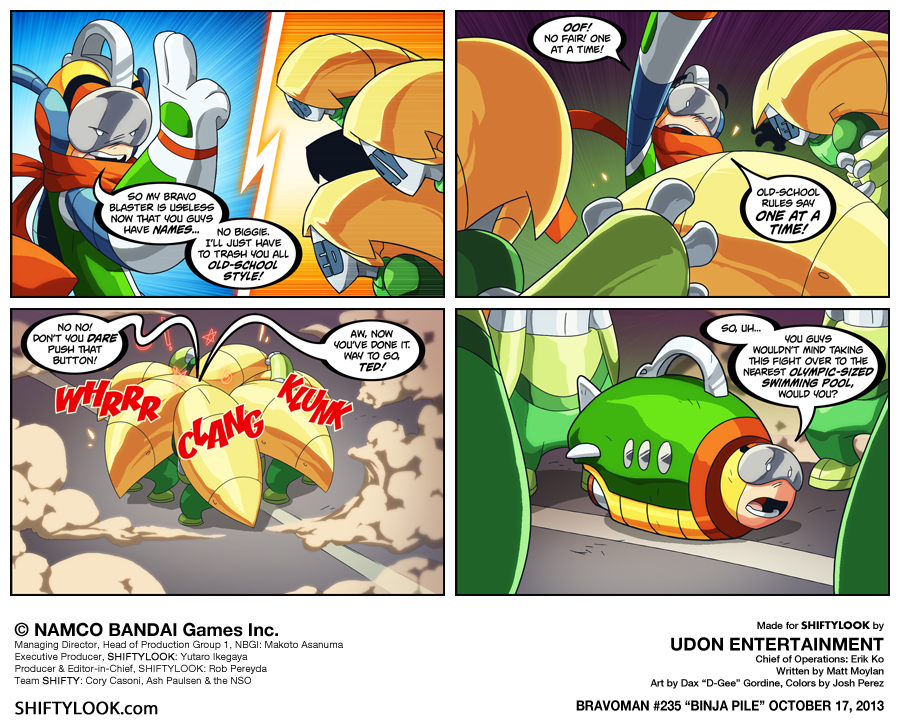 SO MY BRAVO
BLASTER IS USELESS
NOW THAT YOU GUYS
HAVE NAMES...
NO BIGGIE.
I'LL JUST HAVE
TO TRASH YOU ALL
OLD-SCHOOL
STYLE!
OOF!
NO FAIR! ONE
AT A TIME!
OLD-SCHOOL
RULES SAY
ONE AT A
TIME!
NO NO!
DON'T YOU DARE
PUSH THAT
BUTTON!
AW, NOW
YOU'VE DONE IT.
WAY TO GO,
TED!
WHRRR
CLANG
KLUNK
SO, UH...
YOU GUYS
WOULDN'T MIND TAKING
THIS FIGHT OVER TO THE
NEAREST OLYMPIC-SIZED
SWIMMING POOL,
WOULD YOU?
© NAMCO BANDAI Games Inc.
Managing Director, Head of Production Group 1, NBGI: Makoto Asanuma
Executive Producer, SHIFTYLOOK: Yutaro Ikegaya
Producer & Editor-in-Chief, SHIFTYLOOK: Rob Pereyda
Team SHIFTY: Cory Casoni, Ash Paulsen & the NSO
SHIFTYLOOK.com
Made for SHIFTYLOOK by
UDON ENTERTAINMENT
Chief of Operations: Erik Ko
Written by Matt Moylan
Art by Dax "D-Gee" Gordine, Colors by Josh Perez
BRAVOMAN #235 "BINJA PILE" OCTOBER 17, 2013